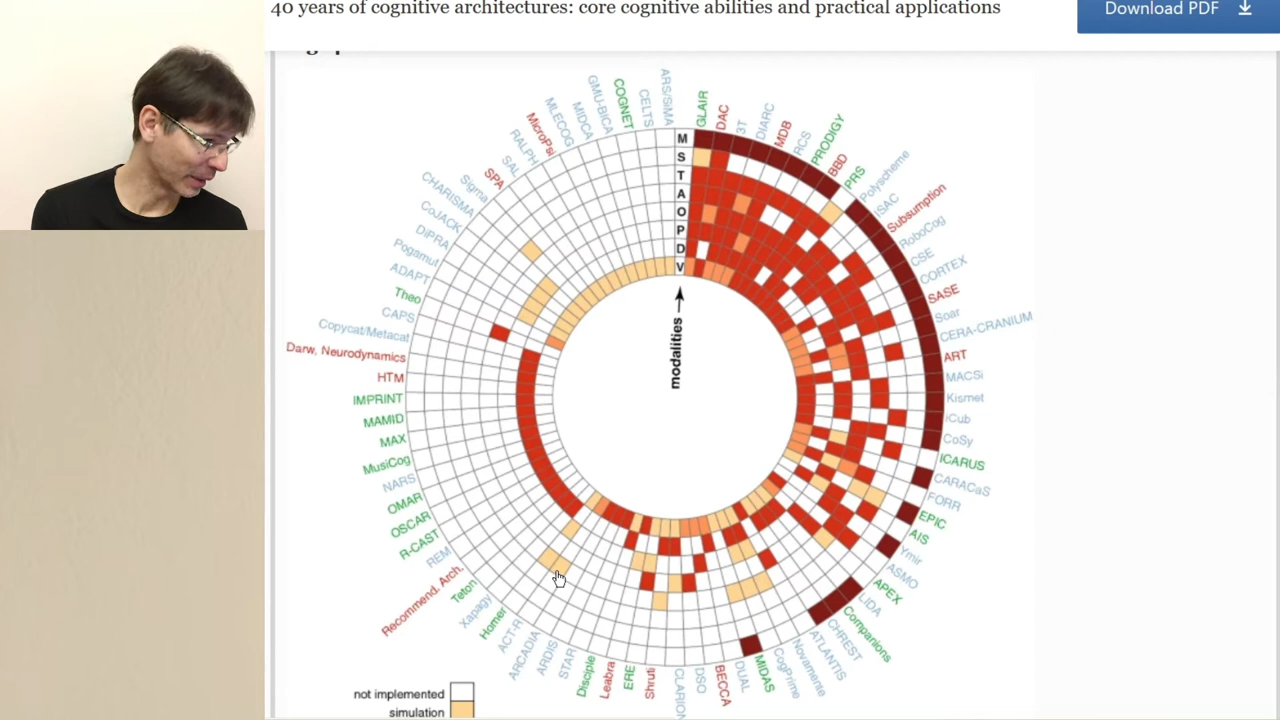 40 years of cognitive architectures: core cognitive abilities and practical applications
Download PDF
ARS/SiMA
GLAIR
DAC
3T
DIARC
MDB
RCS
PRODIGY
BBD
PRS
Polyscheme
ISAC
Subsumption
RoboCog
CSE
CORTEX
SASE
Soar
CERA-CRANIUM
ART
MACSi
Kismet
iCub
CoSy
ICARUS
CARACaS
FORR
EPIC
AIS
Ymir
ASMO
APEX
LIDA
Companions
CHREST
ATLANTIS
Novamente
CogPrime
MIDAS
DUAL
BECCA
DSO
CLARION
Shruti
ERE
Leabra
Disciple
STAR
ARDIS
ARCADIA
ACT-R
Homer
Xapagy
Teton
Recommend. Arch.
REM
R-CAST
OSCAR
OMAR
NARS
MusiCog
MAX
MAMID
IMPRINT
HTM
Darw, Neurodynamics
Copycat/Metacat
CAPS
Theo
ADAPT
Pogamut
DiPRA
CoJACK
CHARISMA
Sigma
SPA
SAL
RALPH
MicroPsi
MLECOG
MIDCA
GMU-BICA
COGNET
CELTS
M
S
T
A
O
P
D
V
modalities
not implemented
simulation